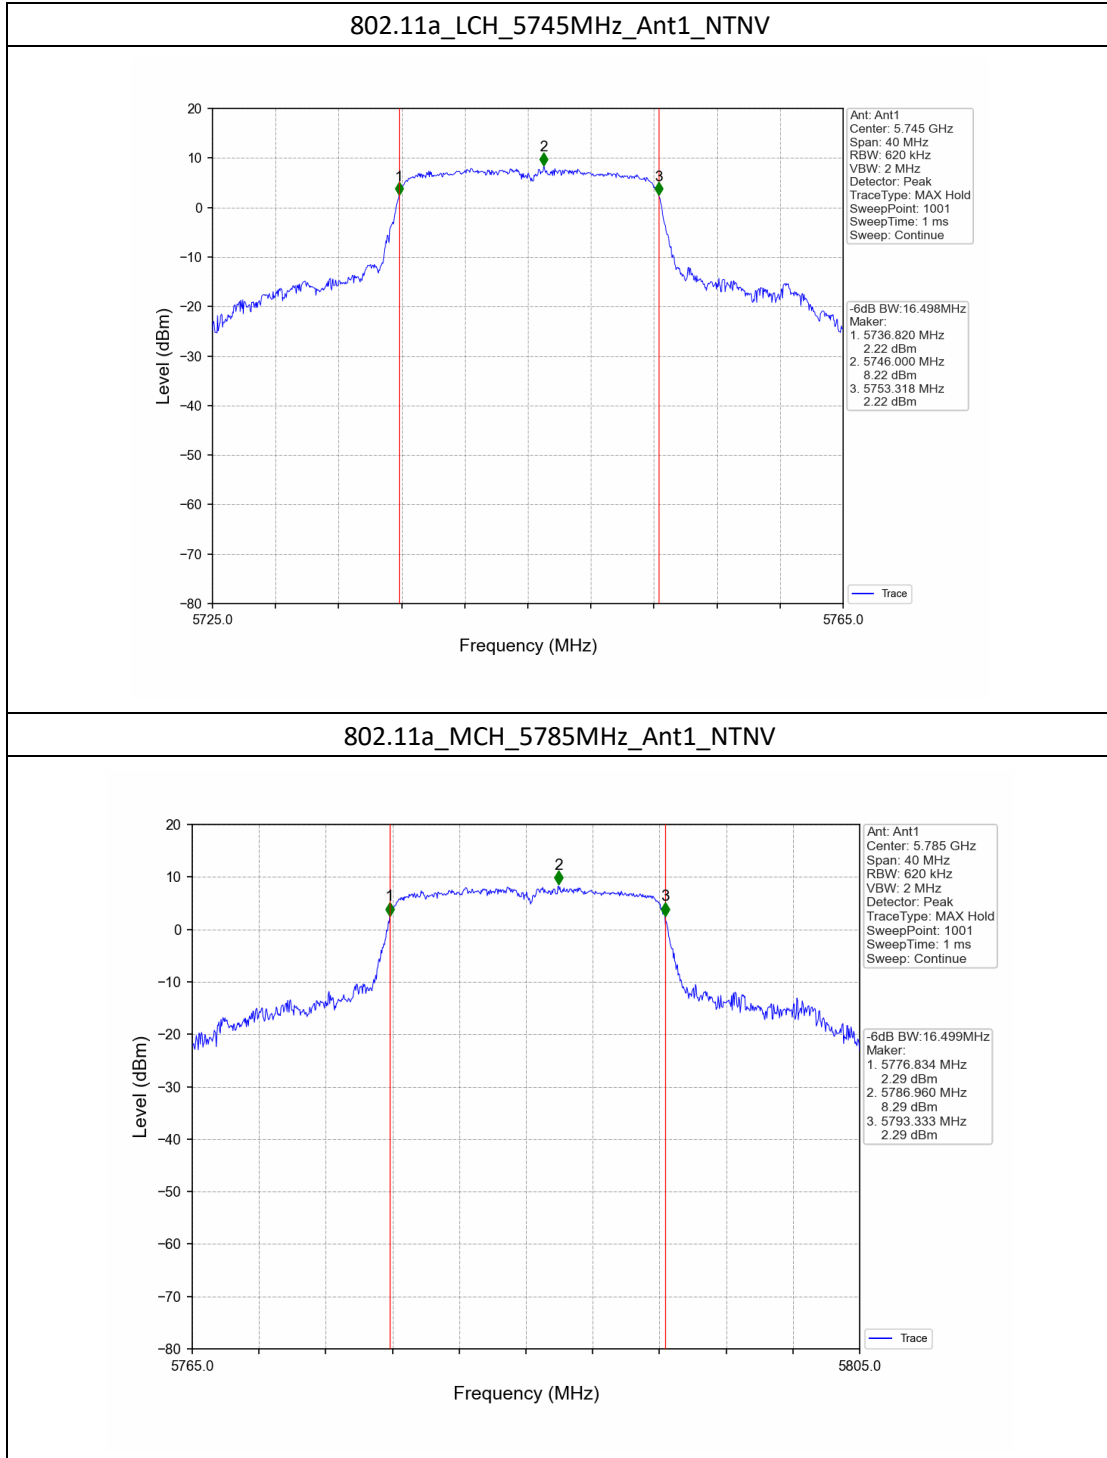 802.11a_LCH_5745MHz_Ant1_NTNV
20
10
0
−10
−20
−30
−40
−50
−60
−70
−80
Level (dBm)
1
2
3
5725.0
5765.0
Frequency (MHz)
Ant: Ant1
Center: 5.745 GHz
Span: 40 MHz
RBW: 620 kHz
VBW: 2 MHz
Detector: Peak
TraceType: MAX Hold
SweepPoint: 1001
SweepTime: 1 ms
Sweep: Continue
-6dB BW:16.498MHz
Maker:
1. 5736.820 MHz
2.22 dBm
2. 5746.000 MHz
8.22 dBm
3. 5753.318 MHz
2.22 dBm
Trace
802.11a_MCH_5785MHz_Ant1_NTNV
20
10
0
−10
−20
−30
−40
−50
−60
−70
−80
Level (dBm)
1
2
3
5765.0
5805.0
Frequency (MHz)
Ant: Ant1
Center: 5.785 GHz
Span: 40 MHz
RBW: 620 kHz
VBW: 2 MHz
Detector: Peak
TraceType: MAX Hold
SweepPoint: 1001
SweepTime: 1 ms
Sweep: Continue
-6dB BW:16.499MHz
Maker:
1. 5776.834 MHz
2.29 dBm
2. 5786.960 MHz
8.29 dBm
3. 5793.333 MHz
2.29 dBm
Trace